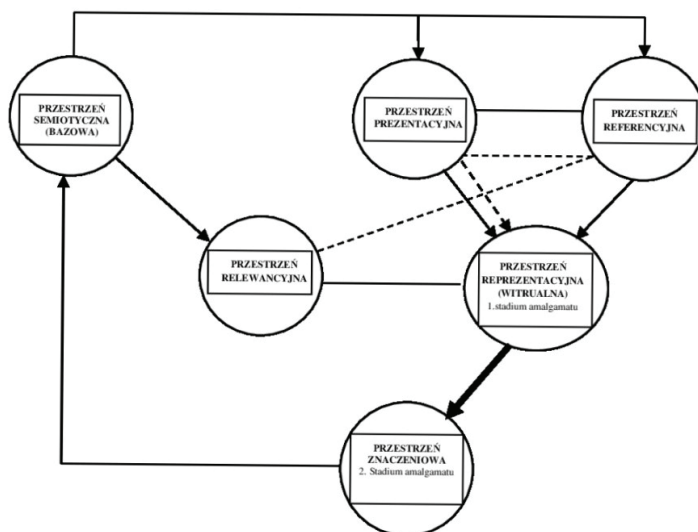 PRZESTRZEŃ
SEMIOTYCZNA
(BAZOWA)
PRZESTRZEŃ
PREZENTACYJNA
PRZESTRZEŃ
REFERENCYJNA
PRZESTRZEŃ
RELEWANCYJNA
PRZESTRZEŃ
REPREZENTACYJNA
(WITRUALNA)
1.stadium amalgamatu
PRZESTRZEŃ
ZNACZENIOWA
2. Stadium amalgamatu